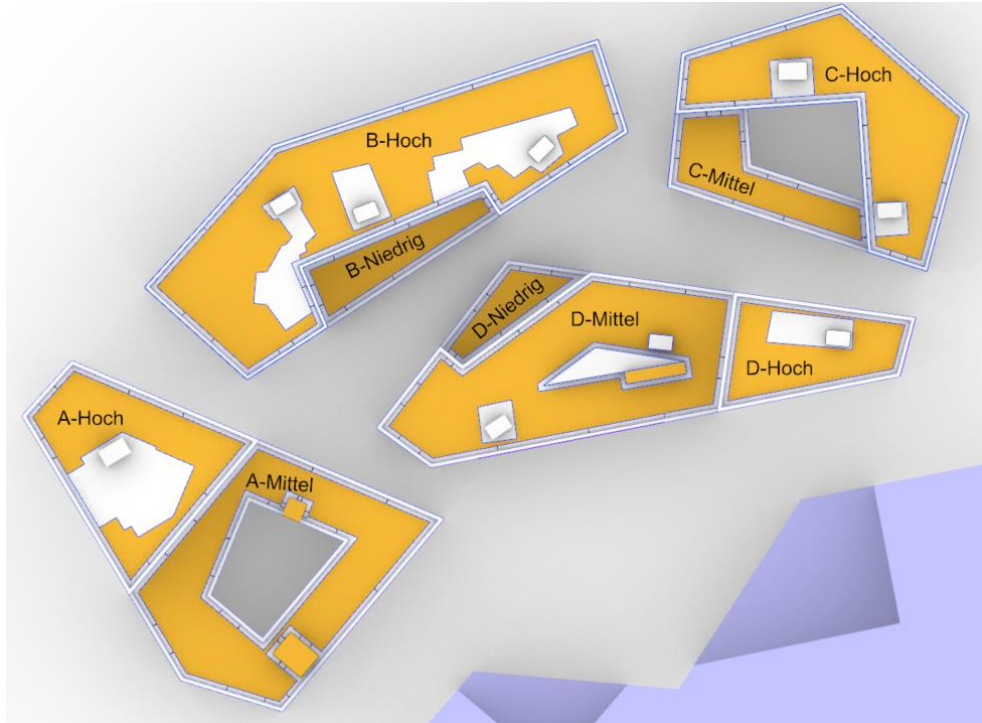 B-Hoch
C-Hoch
C-Mittel
B-Niedrig
D-Niedrig
D-Mittel
D-Hoch
A-Hoch
A-Mittel